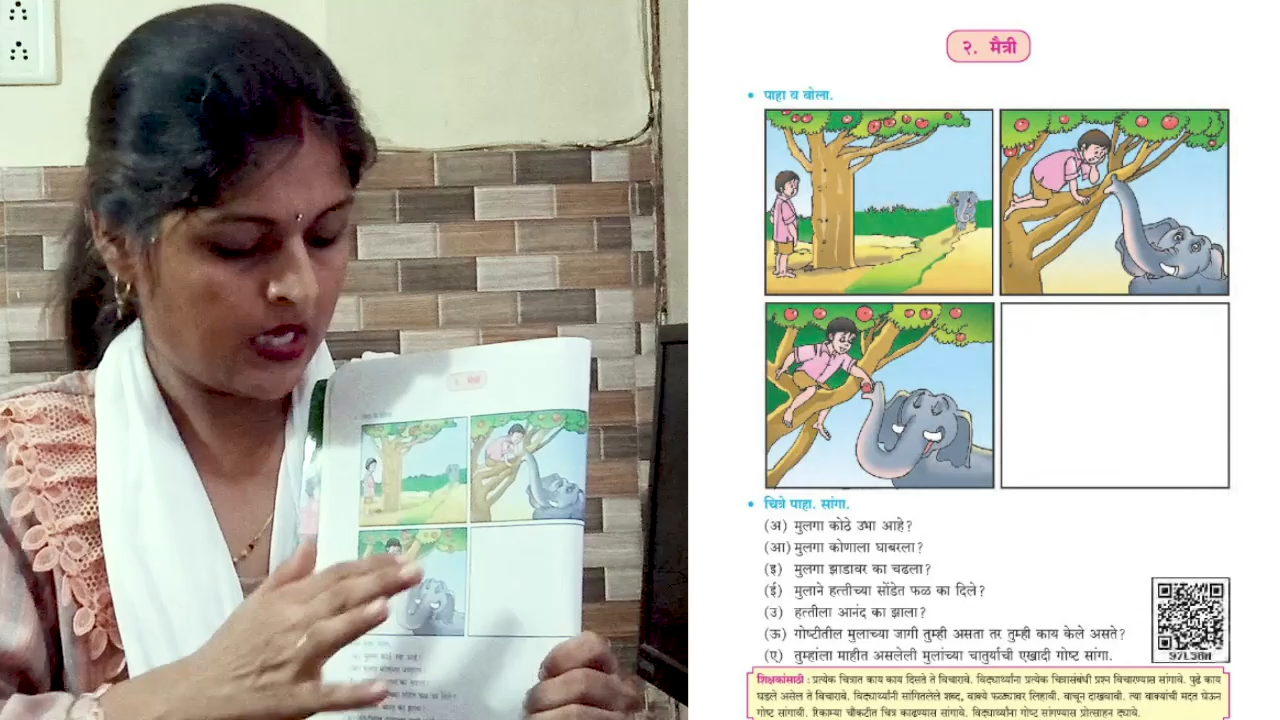 २. मैत्री
• पाहा व बोला.
• चित्रे पाहा. सांगा.
(अ) मुलगा कोठे उभा आहे?
(आ) मुलगा कोणाला घाबरला?
(इ) मुलगा झाडावर का चढला?
(ई) मुलाने हत्तीच्या सोंडेत फळ का दिले?
(उ) हत्तीला आनंद का झाला?
(ऊ) गोष्टीतील मुलाच्या जागी तुम्ही असता तर तुम्ही काय केले असते?
(ए) तुम्हांला माहीत असलेली मुलांच्या चातुर्याची एखादी गोष्ट सांगा.
S7L58W
शिक्षकांसाठी : प्रत्येक चित्रात काय काय दिसते ते विचारावे. विद्यार्थ्यांना प्रत्येक चित्रासंबंधी प्रश्न विचारण्यास सांगावे. पुढे काय
घडले असेल ते विचारावे. विद्यार्थ्यांनी सांगितलेले शब्द, वाक्ये फळ्यावर लिहावी. वाचून दाखवावी. त्या वाक्यांची मदत घेऊन
गोष्ट सांगावी. रिकाम्या चौकटीत चित्र काढण्यास सांगावे. विद्यार्थ्यांना गोष्ट सांगण्यास प्रोत्साहन द्यावे.